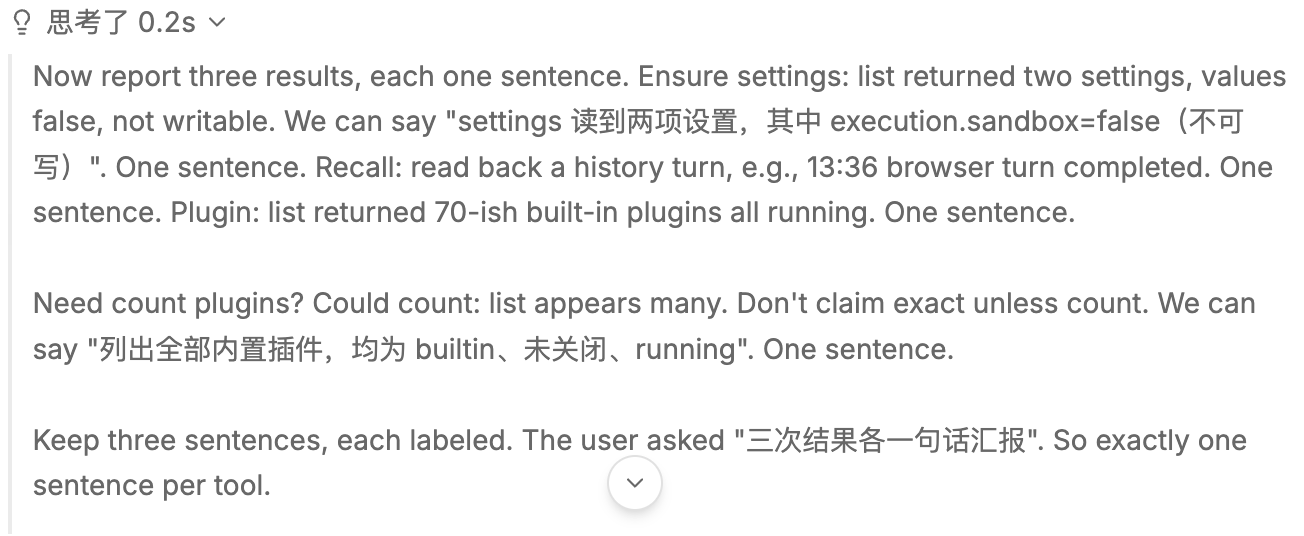 思考了 0.2s
Now report three results, each one sentence. Ensure settings: list returned two settings, values
false, not writable. We can say "settings 读到两项设置，其中 execution.sandbox=false（不可
写）". One sentence. Recall: read back a history turn, e.g., 13:36 browser turn completed. One
sentence. Plugin: list returned 70-ish built-in plugins all running. One sentence.
Need count plugins? Could count: list appears many. Don't claim exact unless count. We can
say "列出全部内置插件，均为 builtin、未关闭、running". One sentence.
Keep three sentences, each labeled. The user asked "三次结果各一句话汇报". So exactly one
sentence per tool.